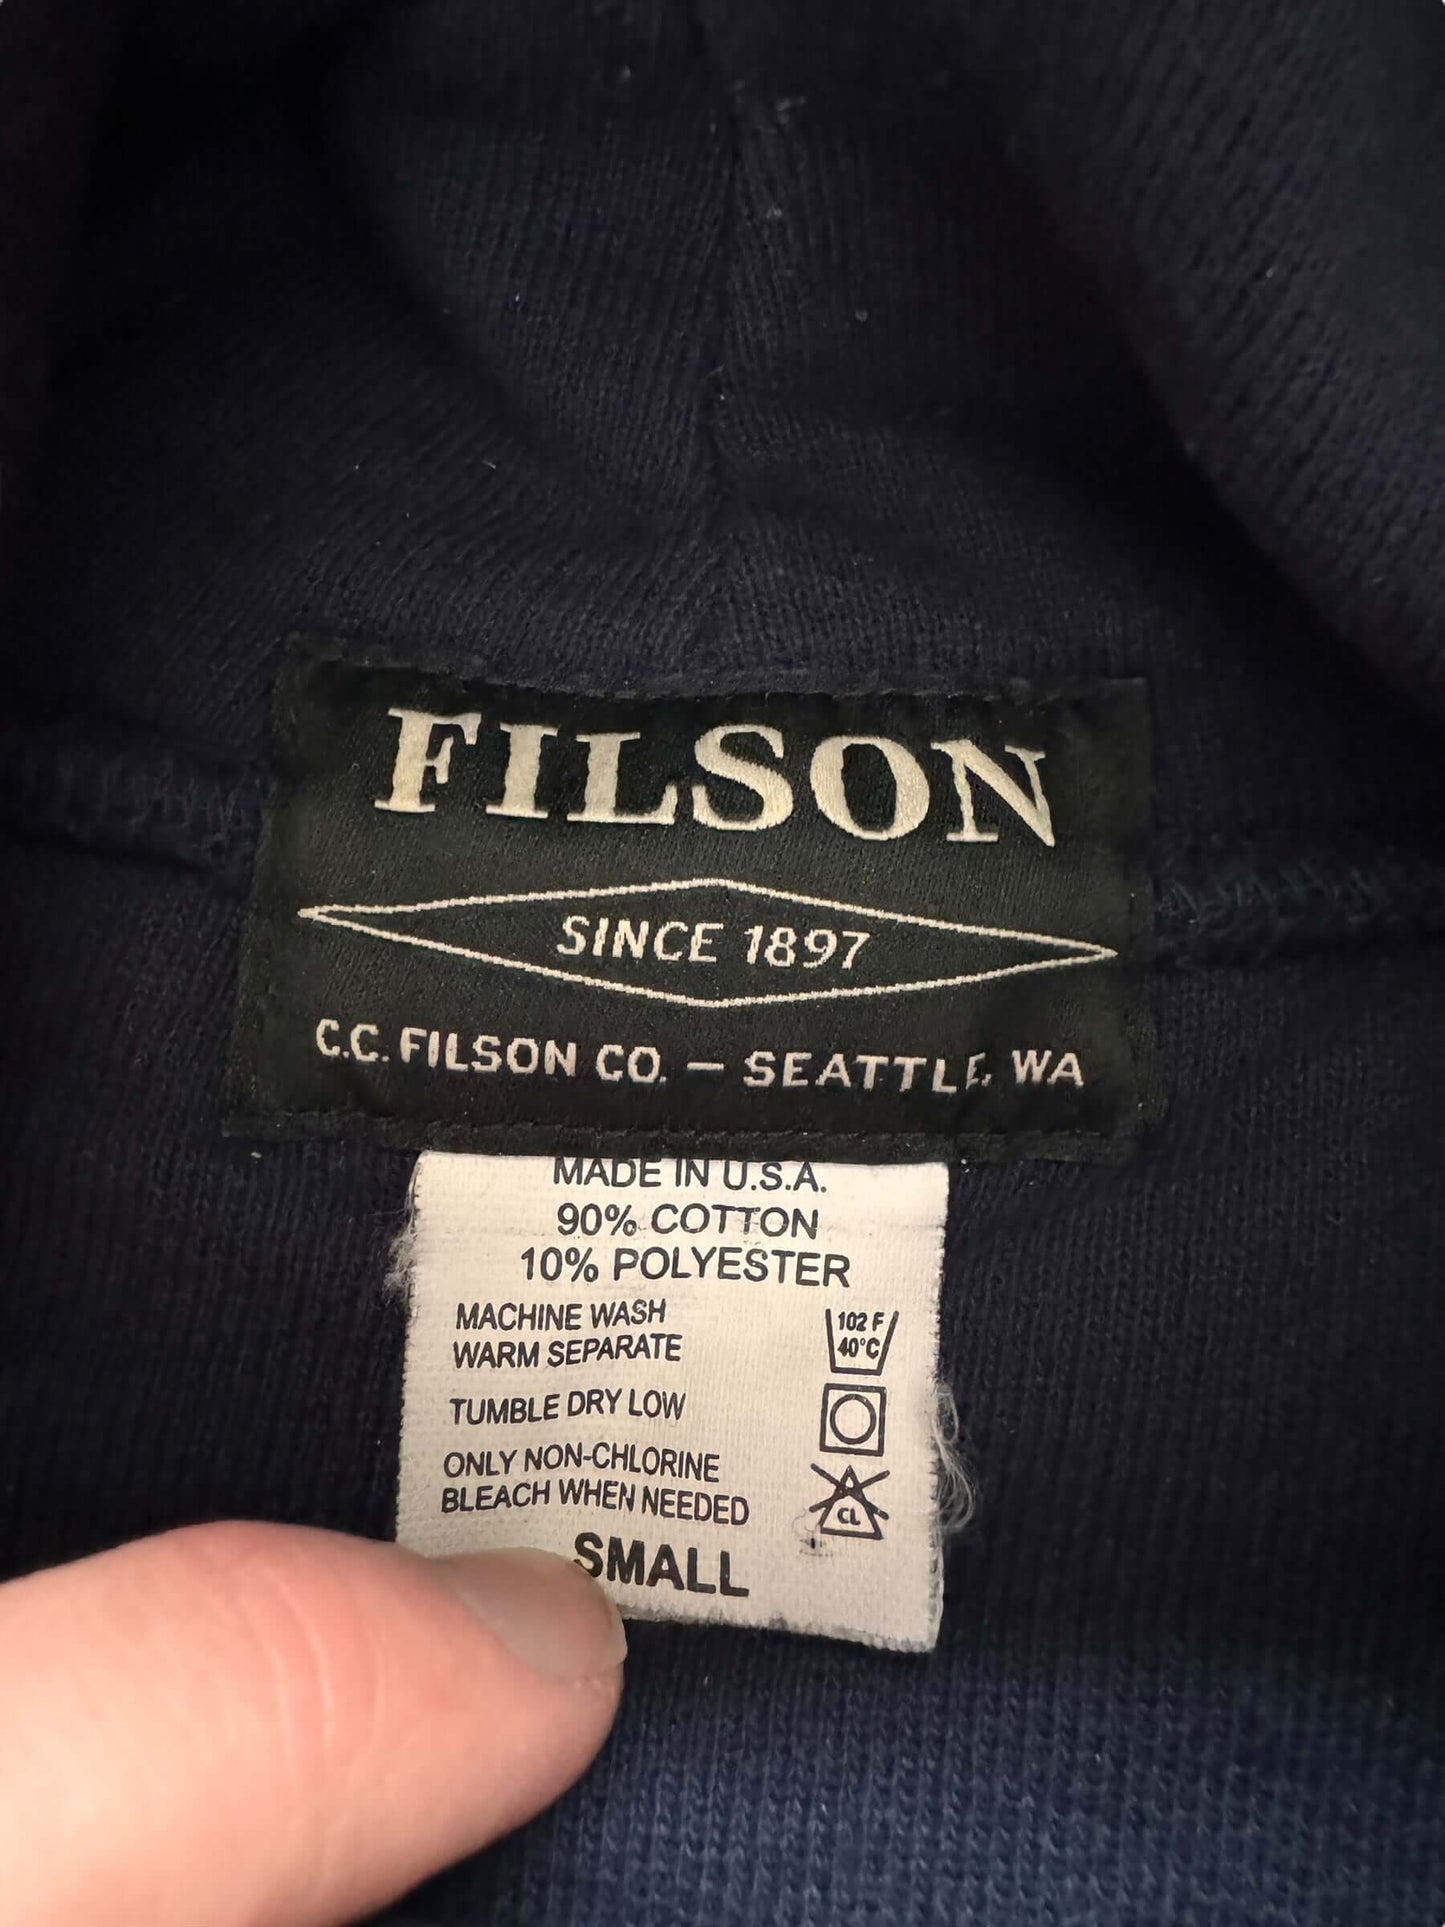 FILSON
SINCE 1897
C.C. FILSON CO. – SEATTLE, WA
MADE IN U.S.A.
90% COTTON
10% POLYESTER
MACHINE WASH
WARM SEPARATE
102 F
40°C
TUMBLE DRY LOW
ONLY NON-CHLORINE
BLEACH WHEN NEEDED
CL
SMALL